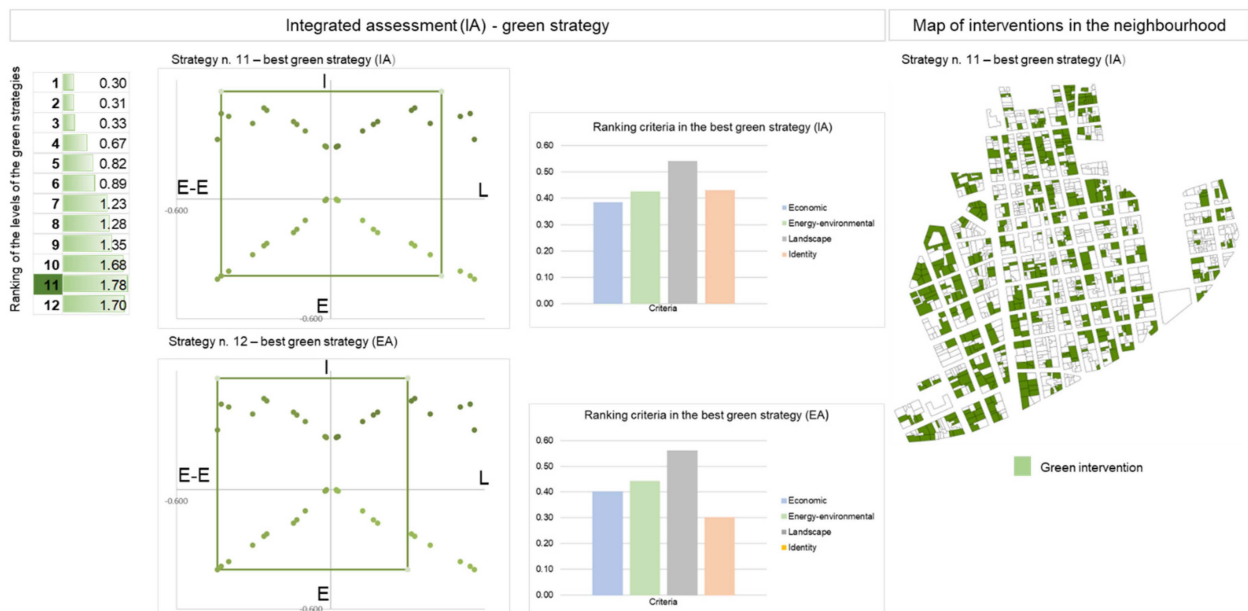 Integrated assessment (IA) - green strategy
Map of interventions in the neighbourhood
Ranking of the levels of the green strategies
1 0.30
2 0.31
3 0.33
4 0.67
5 0.82
6 0.89
7 1.23
8 1.28
9 1.35
10 1.68
11 1.78
12 1.70
Strategy n. 11 – best green strategy (IA)
I
E-E
L
-0.600
E
-0.600
Ranking criteria in the best green strategy (IA)
0.60
0.50
0.40
0.30
0.20
0.10
0.00
Criteria
Economic
Energy-environmental
Landscape
Identity
Strategy n. 11 – best green strategy (IA)
Green intervention
Strategy n. 12 – best green strategy (EA)
I
E-E
L
-0.600
E
-0.600
Ranking criteria in the best green strategy (EA)
0.60
0.50
0.40
0.30
0.20
0.10
0.00
Criteria
Economic
Energy-environmental
Landscape
Identity